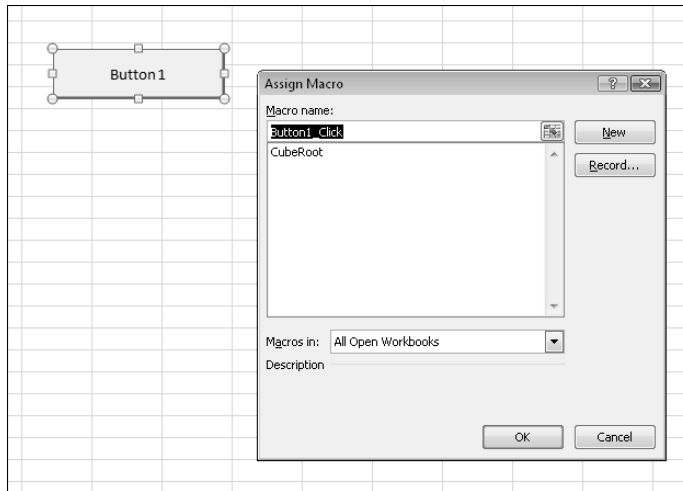 Button 1
Assign Macro
Macro name:
Button1_Click
New
CubeRoot
Record...
Macros in: All Open Workbooks
Description
OK Cancel